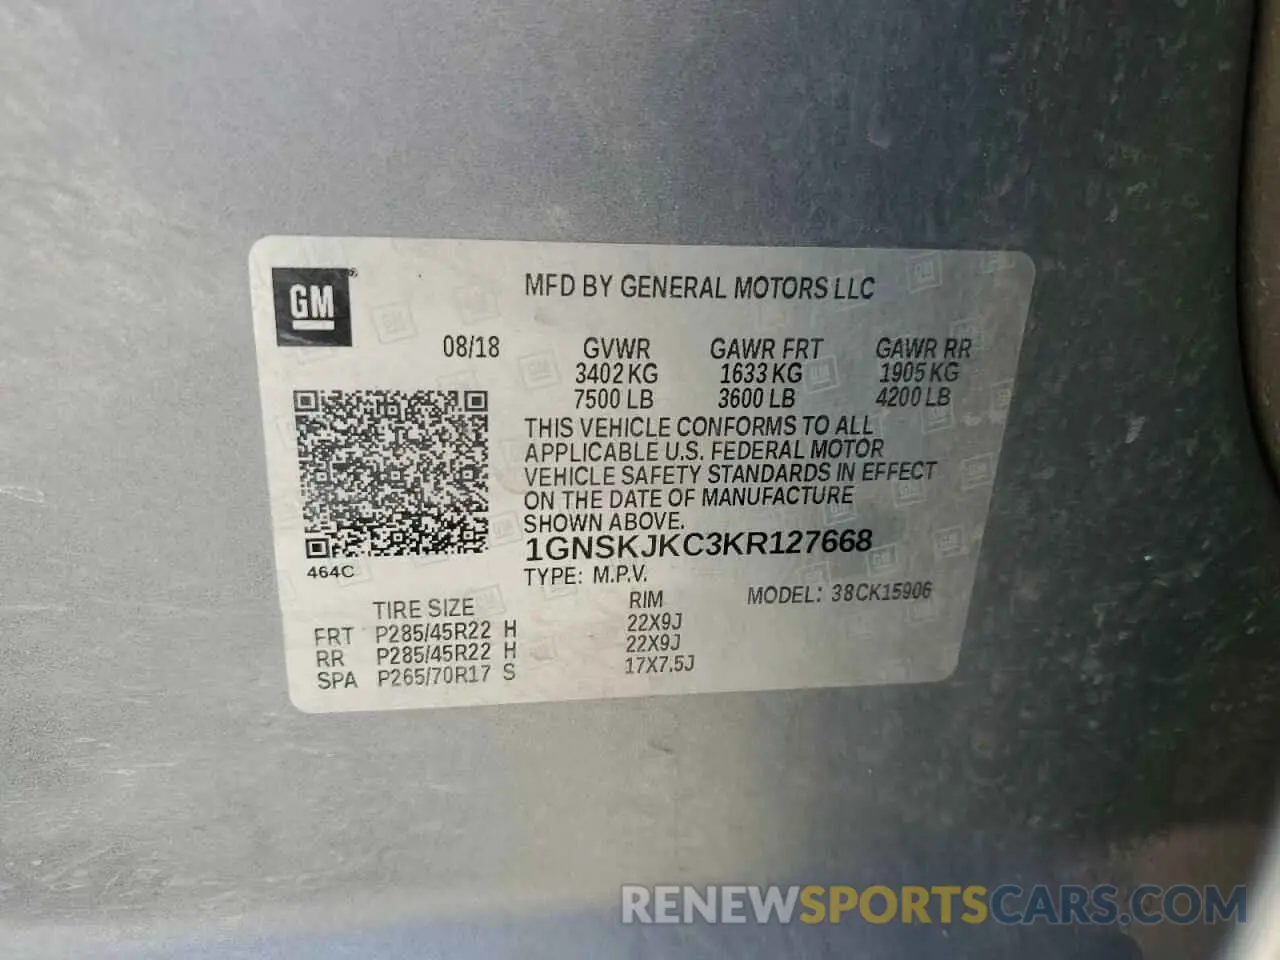 GM
MFD BY GENERAL MOTORS LLC
08/18 GVWR GAWR FRT GAWR RR
3402 KG 1633 KG 1905 KG
7500 LB 3600 LB 4200 LB
THIS VEHICLE CONFORMS TO ALL
APPLICABLE U.S. FEDERAL MOTOR
VEHICLE SAFETY STANDARDS IN EFFECT
ON THE DATE OF MANUFACTURE
SHOWN ABOVE.
1GNSKJKC3KR127668
464C
TYPE: M.P.V. MODEL: 38CK15906
TIRE SIZE RIM
FRT P285/45R22 H 22X9J
RR P285/45R22 H 22X9J
SPA P265/70R17 S 17X7.5J
RENEWSPORTSCARS.COM